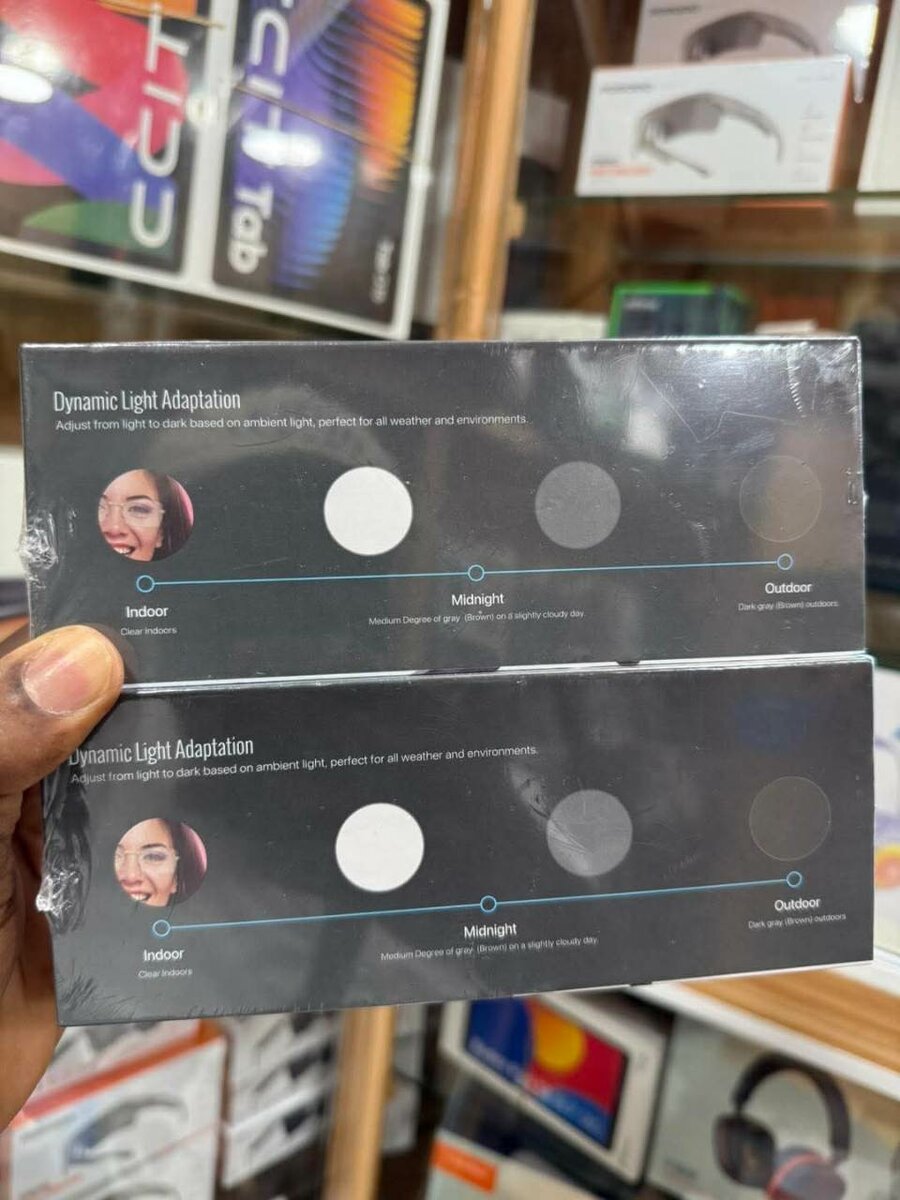 CCIT
CCIT Tab
Dynamic Light Adaptation
Adjust from light to dark based on ambient light, perfect for all weather and environments.
Indoor
Clear Indoors
Midnight
Medium Degree of gray (Brown) on a slightly cloudy day.
Outdoor
Dark gray (Brown) outdoors
Dynamic Light Adaptation
Adjust from light to dark based on ambient light, perfect for all weather and environments.
Indoor
Clear Indoors
Midnight
Medium Degree of gray (Brown) on a slightly cloudy day.
Outdoor
Dark gray (Brown) outdoors